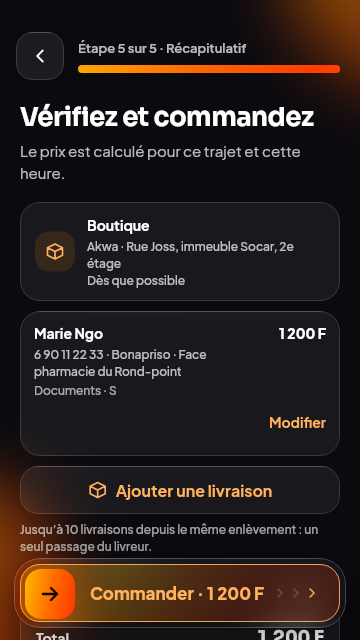 Étape 5 sur 5 · Récapitulatif
Vérifiez et commandez
Le prix est calculé pour ce trajet et cette
heure.
Boutique
Akwa · Rue Joss, immeuble Socar, 2e
étage
Dès que possible
Marie Ngo
1 200 F
6 90 11 22 33 · Bonapriso · Face
pharmacie du Rond-point
Documents · S
Modifier
Ajouter une livraison
Jusqu'à 10 livraisons depuis le même enlèvement : un
seul passage du livreur.
Commander · 1 200 F
Total
1 200 F